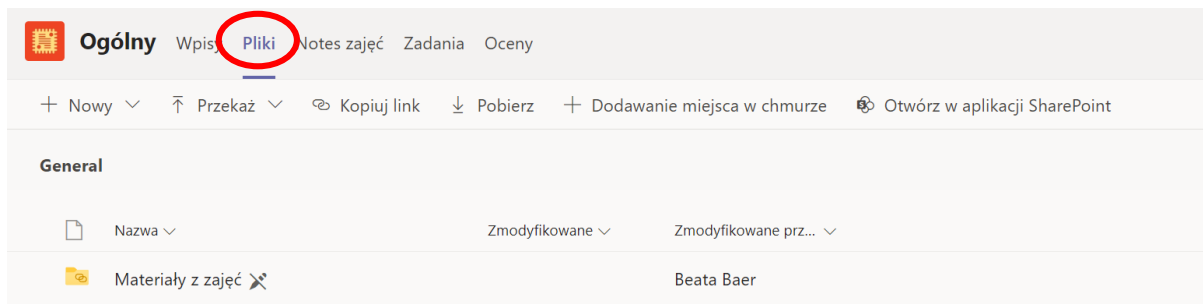 Ogólny Wpisy Pliki Notes zajęć Zadania Oceny
Nowy Przekaż Kopiuj link Pobierz Dodawanie miejsca w chmurze Otwórz w aplikacji SharePoint
General
Nazwa Zmodyfikowane Zmodyfikowane prz...
Materiały z zajęć Beata Baer